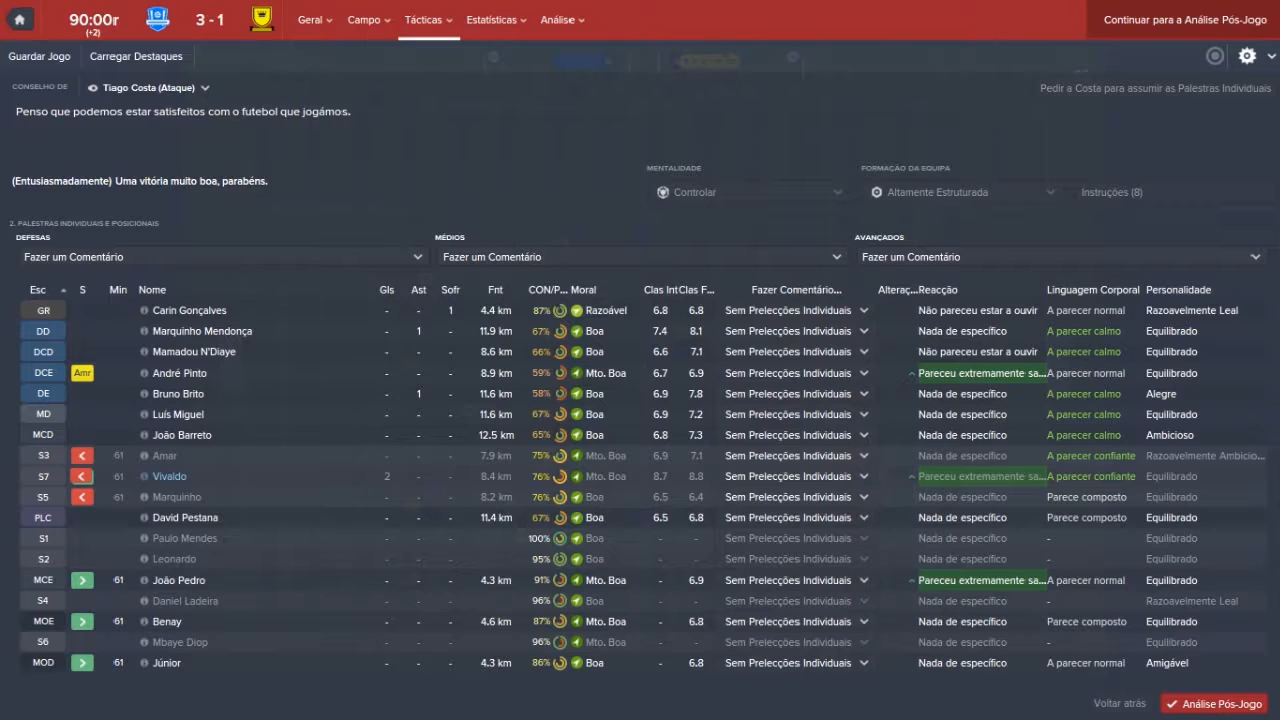 90:00r 3 - 1 Geral Campo Tácticas Estatísticas Análise Continuar para a Análise Pós-Jogo
(+2)
Guardar Jogo Carregar Destaques
CONSELHO DE Tiago Costa (Ataque) Pedir a Costa para assumir as Palestras Individuais
Penso que podemos estar satisfeitos com o futebol que jogámos.
MENTALIDADE FORMAÇÃO DA EQUIPA
(Entusiasmadamente) Uma vitória muito boa, parabéns.
Controlar Altamente Estruturada Instruções (8)
2. PALESTRAS INDIVIDUAIS E POSICIONAIS
DEFESAS MÉDIOS AVANÇADOS
Fazer um Comentário Fazer um Comentário Fazer um Comentário
Esc S Min Nome Gls Ast Sofr Fnt CON/P... Moral Clas Int Clas F... Fazer Comentário... Alteraç... Reacção Linguagem Corporal Personalidade
GR Carin Gonçalves - - 1 4.4 km 87% Razoável 6.8 6.8 Sem Prelecções Individuais Não pareceu estar a ouvir A parecer normal Razoavelmente Leal
DD Marquinho Mendonça - 1 - 11.9 km 67% Boa 7.4 8.1 Sem Prelecções Individuais Nada de específico A parecer calmo Equilibrado
DCD Mamadou N'Diaye - - - 8.6 km 66% Boa 6.6 7.1 Sem Prelecções Individuais Não pareceu estar a ouvir A parecer calmo Equilibrado
DCE Amr André Pinto - - - 8.9 km 59% Mto. Boa 6.7 6.9 Sem Prelecções Individuais Pareceu extremamente sa... A parecer normal Equilibrado
DE Bruno Brito - 1 - 11.6 km 58% Boa 6.9 7.8 Sem Prelecções Individuais Nada de específico A parecer calmo Alegre
MD Luís Miguel - - - 11.6 km 67% Boa 6.9 7.2 Sem Prelecções Individuais Nada de específico A parecer calmo Equilibrado
MCD João Barreto - - - 12.5 km 65% Boa 6.8 7.3 Sem Prelecções Individuais Nada de específico A parecer calmo Ambicioso
S3 61 Amar - - - 7.9 km 75% Mto. Boa 6.9 7.1 Sem Prelecções Individuais Nada de específico A parecer confiante Razoavelmente Ambicio...
S7 61 Vivaldo 2 - - 8.4 km 76% Mto. Boa 8.7 8.8 Sem Prelecções Individuais Pareceu extremamente sa... A parecer confiante Equilibrado
S5 61 Marquinho - - - 8.2 km 76% Boa 6.5 6.4 Sem Prelecções Individuais Nada de específico Parece composto Equilibrado
PLC David Pestana - - - 11.4 km 67% Boa 6.5 6.8 Sem Prelecções Individuais Nada de específico Parece composto Equilibrado
S1 Paulo Mendes - - - 100% Boa - - Sem Prelecções Individuais Nada de específico - Equilibrado
S2 Leonardo - - - 95% Boa - - Sem Prelecções Individuais Nada de específico - Equilibrado
MCE 61 João Pedro - - - 4.3 km 91% Mto. Boa - 6.9 Sem Prelecções Individuais Pareceu extremamente sa... A parecer normal Equilibrado
S4 Daniel Ladeira - - - 96% Boa - - Sem Prelecções Individuais Nada de específico - Razoavelmente Leal
MOE 61 Benay - - - 4.6 km 87% Mto. Boa - 6.8 Sem Prelecções Individuais Nada de específico Parece composto Equilibrado
S6 Mbaye Diop - - - 96% Mto. Boa - - Sem Prelecções Individuais Nada de específico - Equilibrado
MOD 61 Júnior - - - 4.3 km 86% Boa - 6.8 Sem Prelecções Individuais Nada de específico A parecer normal Amigável
Voltar atrás Análise Pós-Jogo